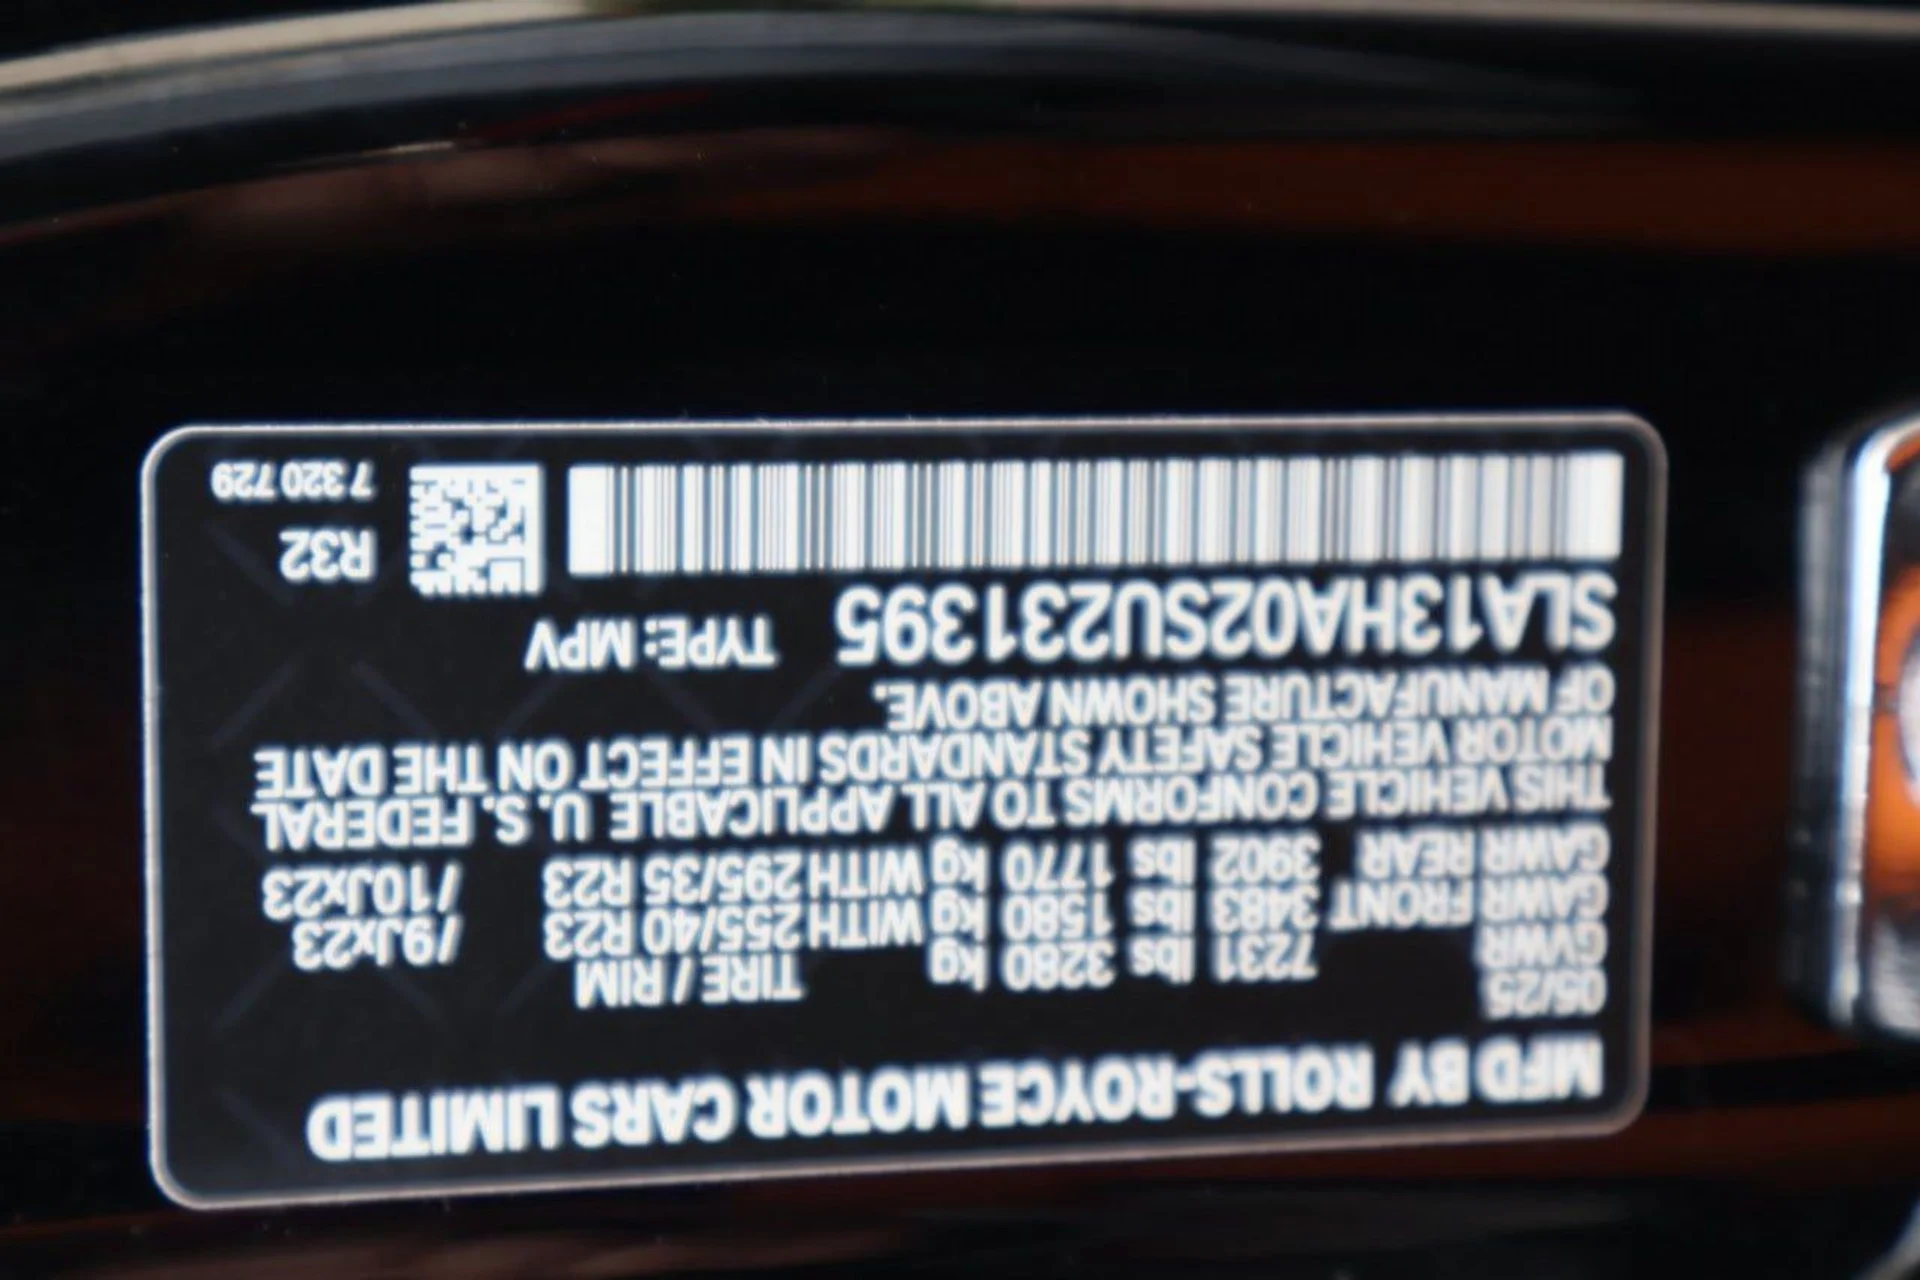 MFD BY ROLLS-ROYCE MOTOR CARS LIMITED
05/25
GVWR 7231 lbs 3280 kg TIRE / RIM
GAWR FRONT 3483 lbs 1580 kg WITH 255/40 R23 /9Jx23
GAWR REAR 3902 lbs 1770 kg WITH 295/35 R23 /10Jx23
THIS VEHICLE CONFORMS TO ALL APPLICABLE U.S. FEDERAL
MOTOR VEHICLE SAFETY STANDARDS IN EFFECT ON THE DATE
OF MANUFACTURE SHOWN ABOVE.
SLA13HA02SU231395 TYPE: MPV
R32
7 320 729